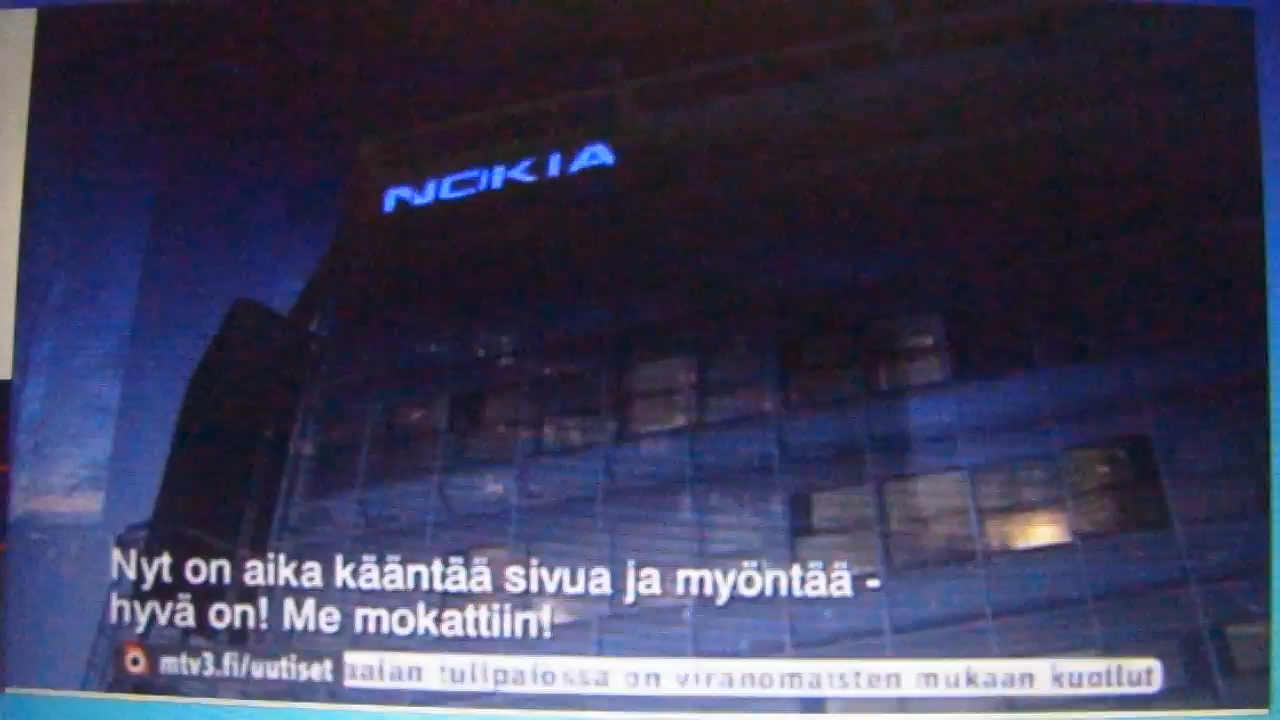 NOKIA
Nyt on aika kääntää sivua ja myöntää -
hyvä on! Me mokattiin!
mtv3.fi/uutiset tulipalossa on viranomaisten mukaan kuollut